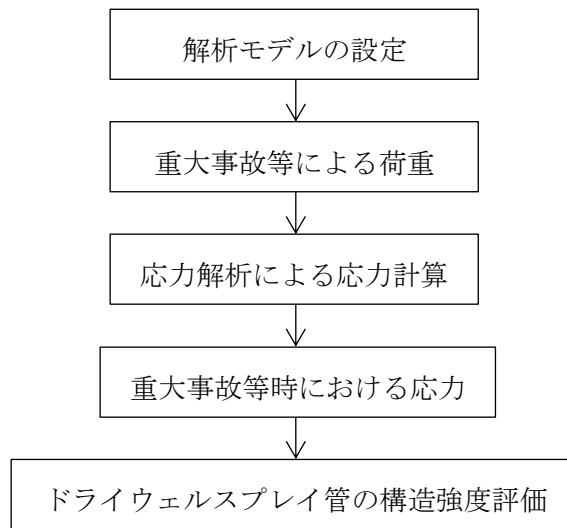 解析モデルの設定
重大事故等による荷重
応力解析による応力計算
重大事故等時における応力
ドライウェルスプレイ管の構造強度評価